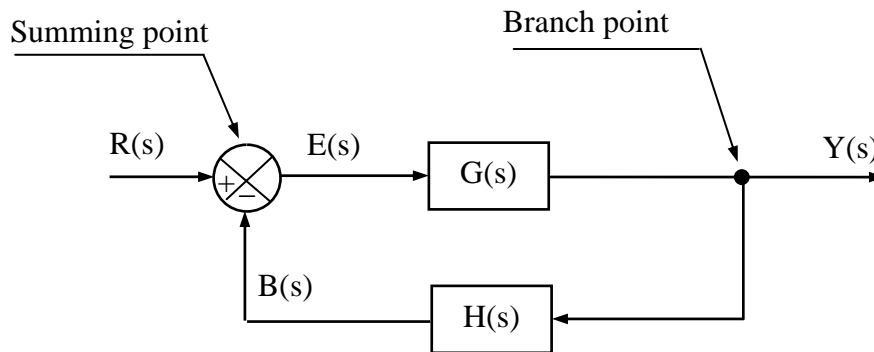 Summing point
Branch point
R(s)
E(s)
G(s)
Y(s)
+
−
B(s)
H(s)